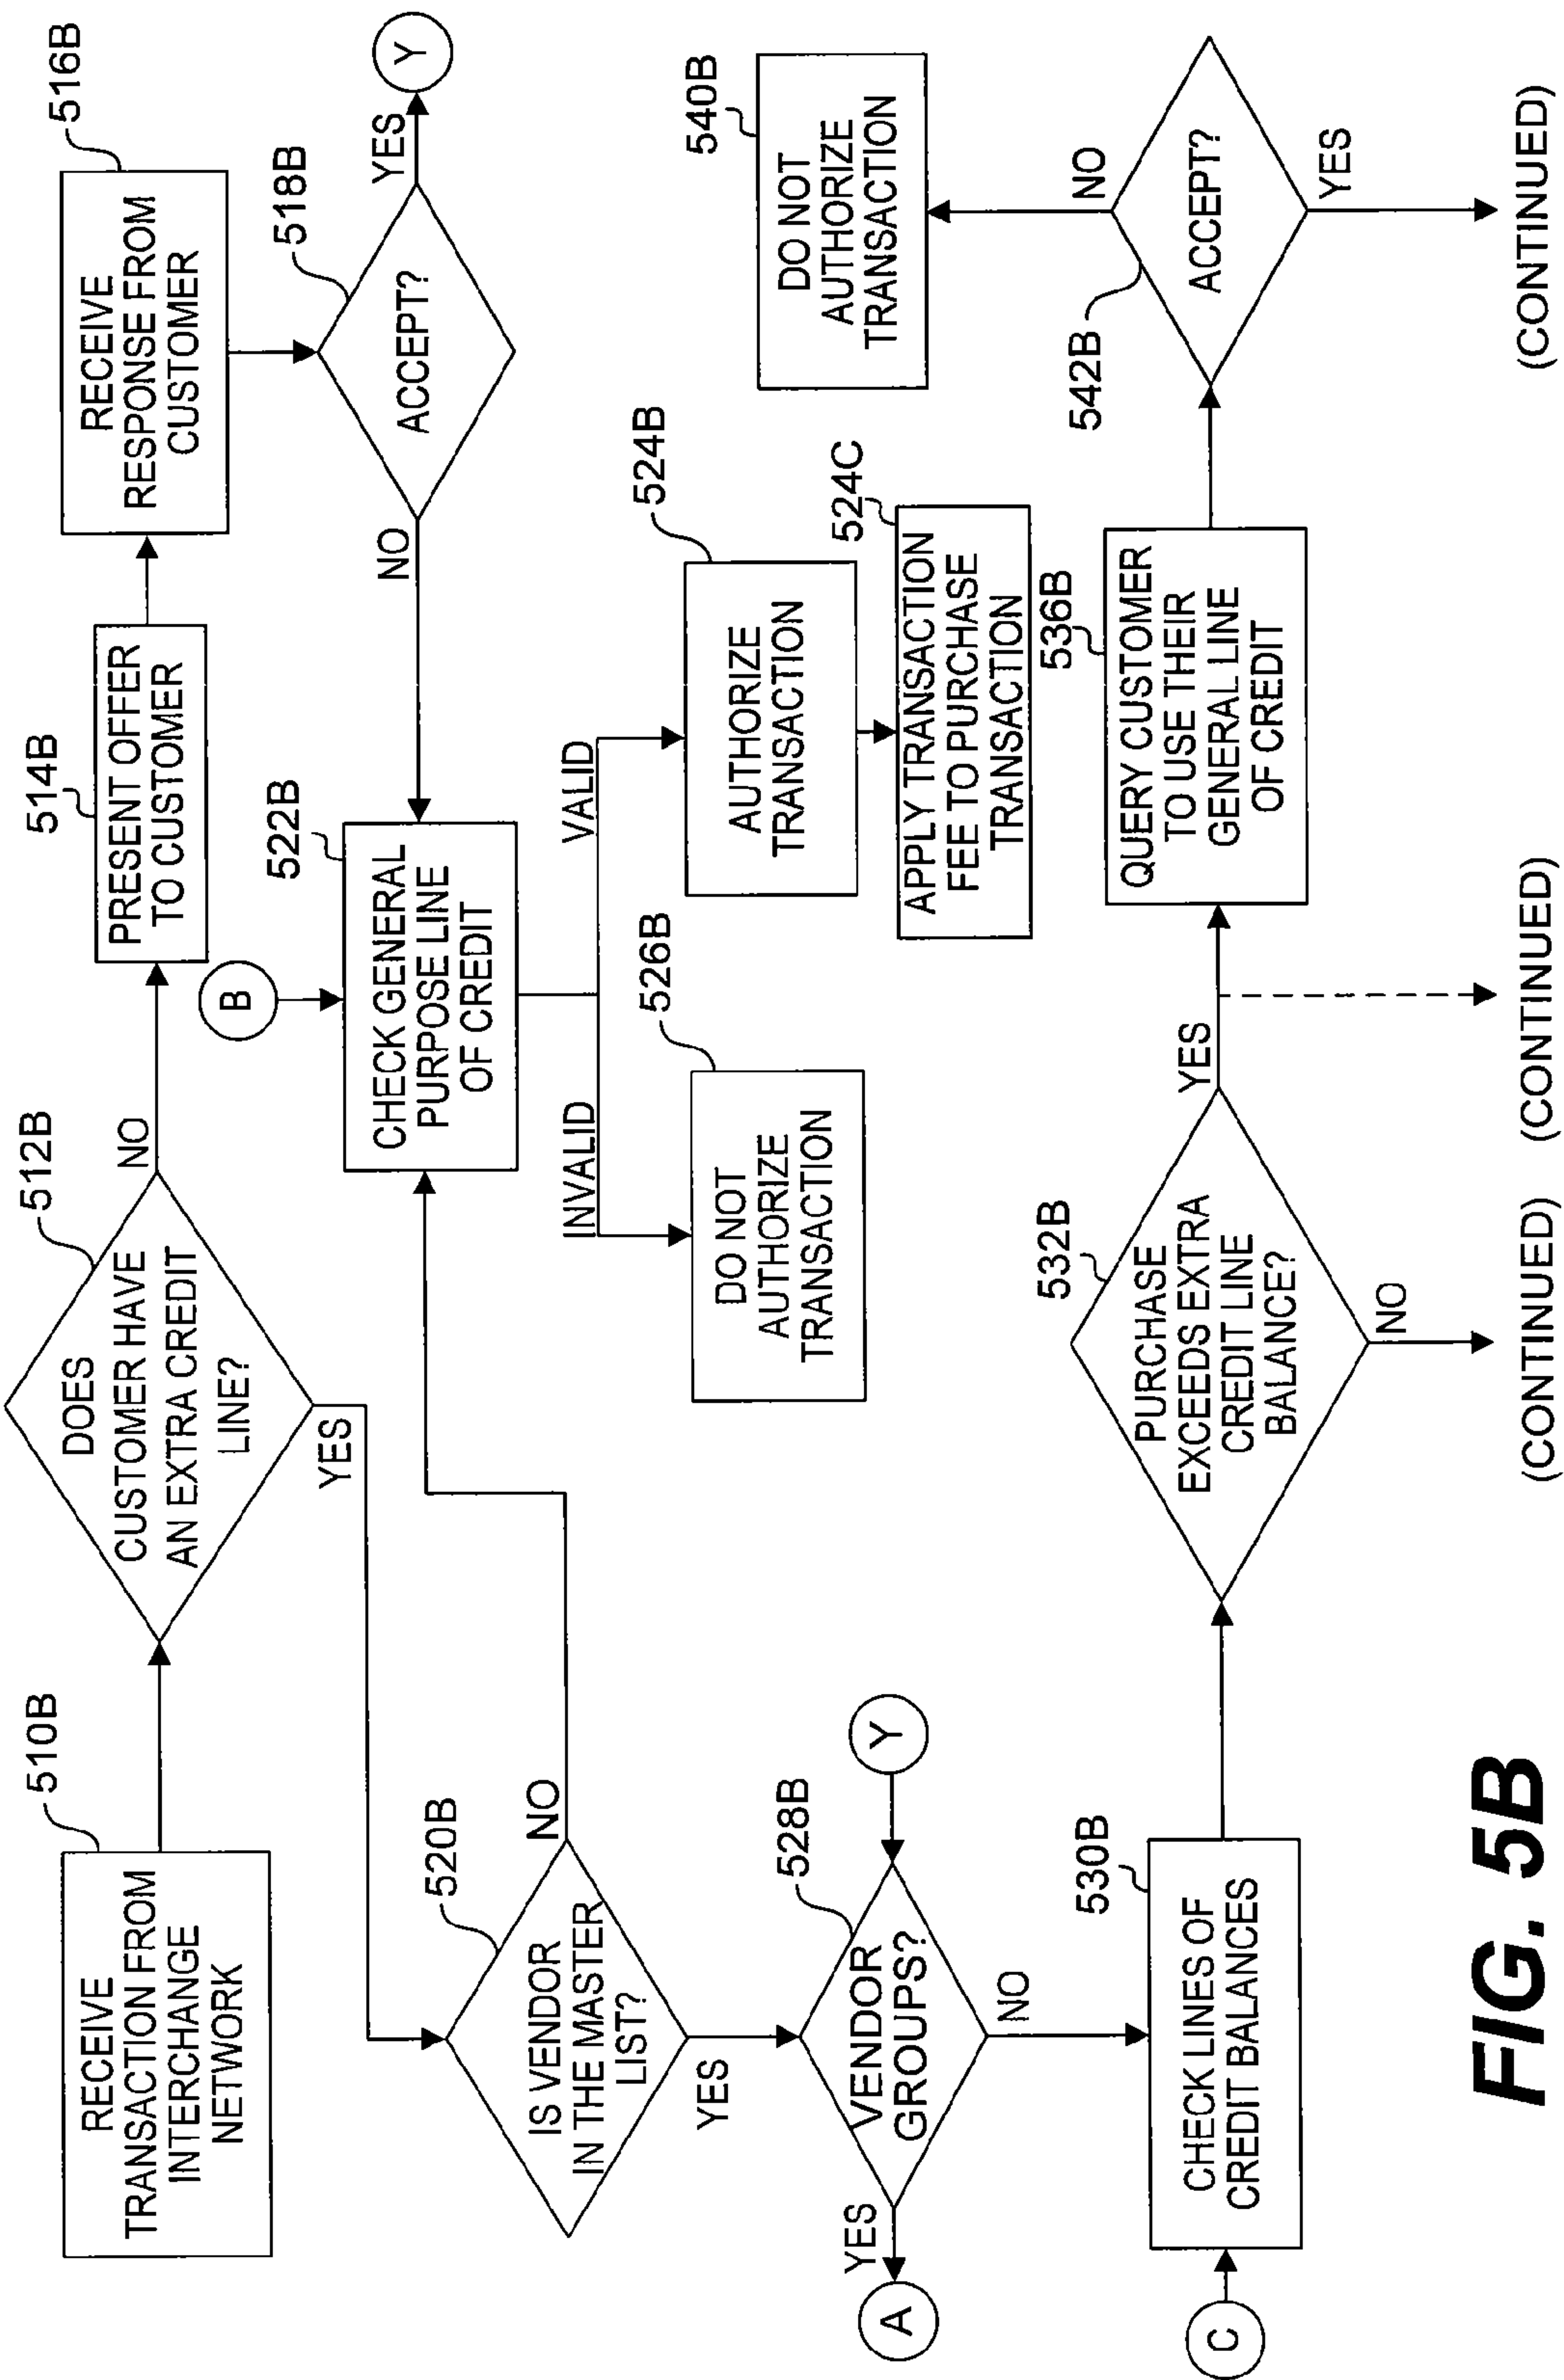 510B
RECEIVE
TRANSACTION FROM
INTERCHANGE
NETWORK
512B
DOES
CUSTOMER HAVE
AN EXTRA CREDIT
LINE?
NO
YES
514B
PRESENT OFFER
TO CUSTOMER
516B
RECEIVE
RESPONSE FROM
CUSTOMER
518B
ACCEPT?
YES
Y
NO
B
522B
CHECK GENERAL
PURPOSE LINE
OF CREDIT
INVALID
VALID
520B
IS VENDOR
IN THE MASTER
LIST?
NO
YES
526B
DO NOT
AUTHORIZE
TRANSACTION
524B
AUTHORIZE
TRANSACTION
524C
APPLY TRANSACTION
FEE TO PURCHASE
TRANSACTION
528B
VENDOR
GROUPS?
Y
YES
A
NO
530B
CHECK LINES OF
CREDIT BALANCES
C
532B
PURCHASE
EXCEEDS EXTRA
CREDIT LINE
BALANCE?
YES
NO
536B
QUERY CUSTOMER
TO USE THEIR
GENERAL LINE
OF CREDIT
540B
DO NOT
AUTHORIZE
TRANSACTION
542B
ACCEPT?
NO
YES
(CONTINUED)
(CONTINUED)
(CONTINUED)
FIG. 5B